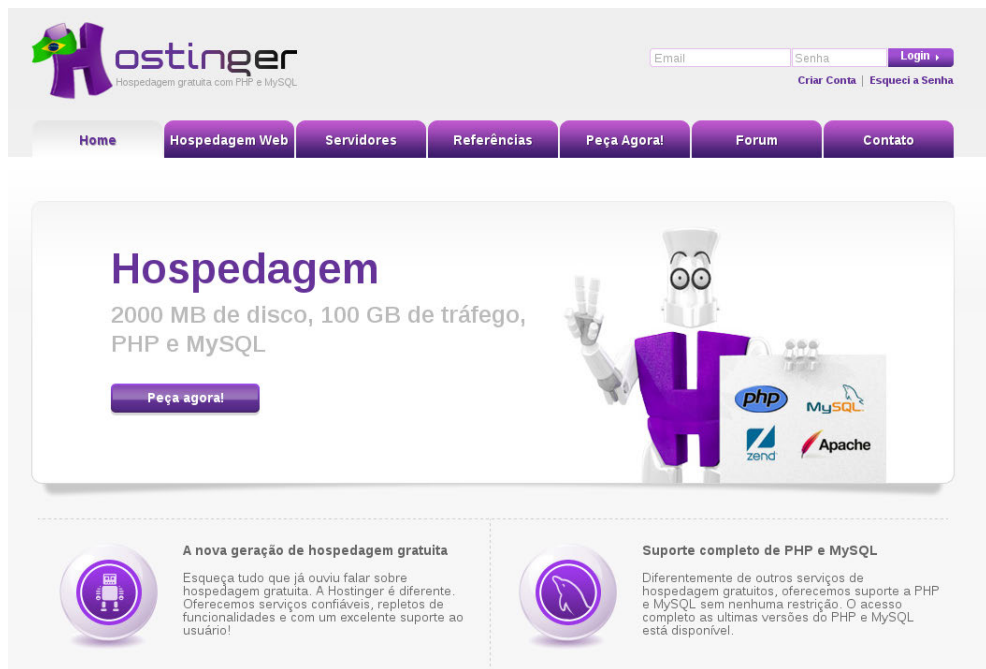 Hostinger
Hospedagem gratuita com PHP e MySQL
Email
Senha
Login
Criar Conta | Esqueci a Senha
Home
Hospedagem Web
Servidores
Referências
Peça Agora!
Forum
Contato
Hospedagem
2000 MB de disco, 100 GB de tráfego,
PHP e MySQL
Peça agora!
php
MySQL
zend
Apache
A nova geração de hospedagem gratuita
Esqueça tudo que já ouviu falar sobre
hospedagem gratuita. A Hostinger é diferente.
Oferecemos serviços confiáveis, repletos de
funcionalidades e com um excelente suporte ao
usuário!
Suporte completo de PHP e MySQL
Diferentemente de outros serviços de
hospedagem gratuitos, oferecemos suporte a PHP
e MySQL sem nenhuma restrição. O acesso
completo as ultimas versões do PHP e MySQL
está disponível.